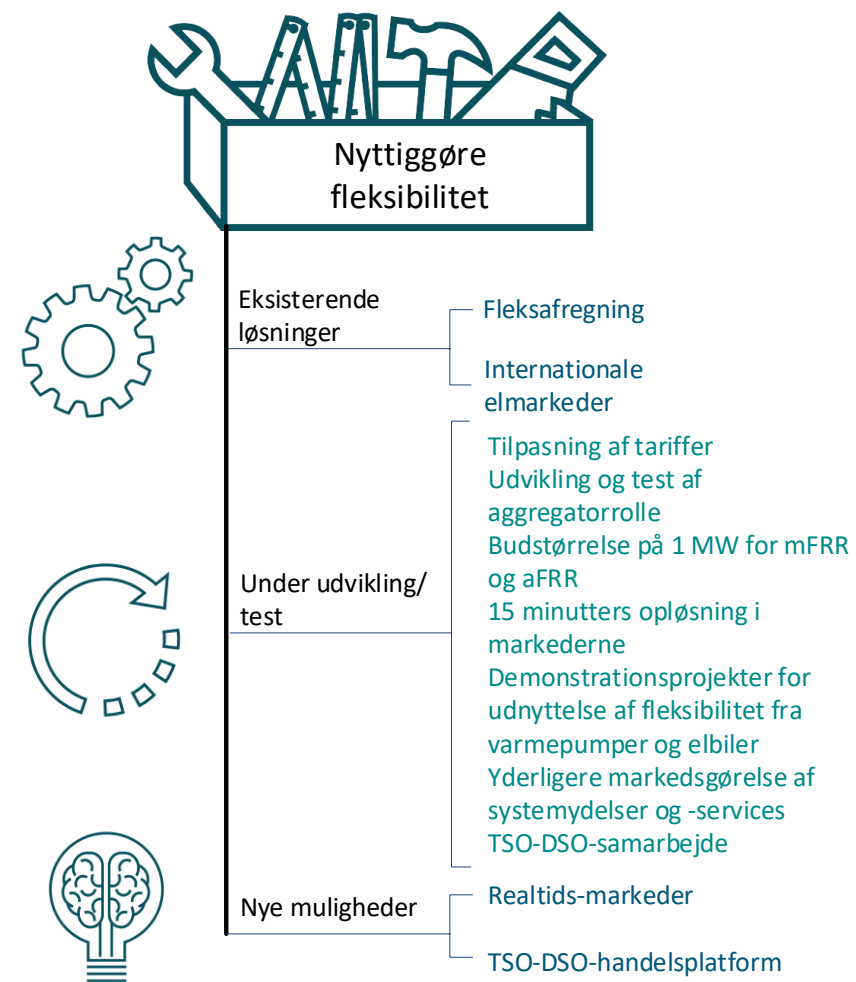 Nyttiggøre
fleksibilitet
Eksisterende
løsninger
Fleksafregning
Internationale
elmarkeder
Under udvikling/
test
Tilpasning af tariffer
Udvikling og test af
aggregatorrolle
Budstørrelse på 1 MW for mFRR
og aFRR
15 minutters opløsning i
markederne
Demonstrationsprojekter for
udnyttelse af fleksibilitet fra
varmepumper og elbiler
Yderligere markedsgørelse af
systemydelser og -services
TSO-DSO-samarbejde
Nye muligheder
Realtids-markeder
TSO-DSO-handelsplatform